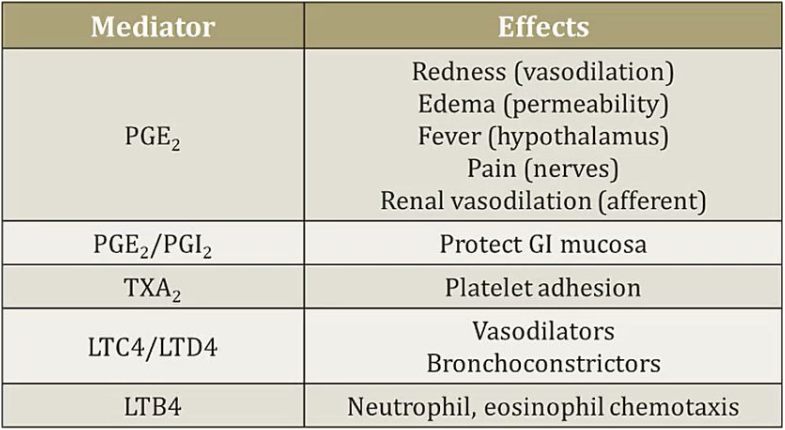 Mediator Effects
PGE₂
Redness (vasodilation)
Edema (permeability)
Fever (hypothalamus)
Pain (nerves)
Renal vasodilation (afferent)
PGE₂/PGI₂ Protect GI mucosa
TXA₂ Platelet adhesion
LTC4/LTD4
Vasodilators
Bronchoconstrictors
LTB4 Neutrophil, eosinophil chemotaxis